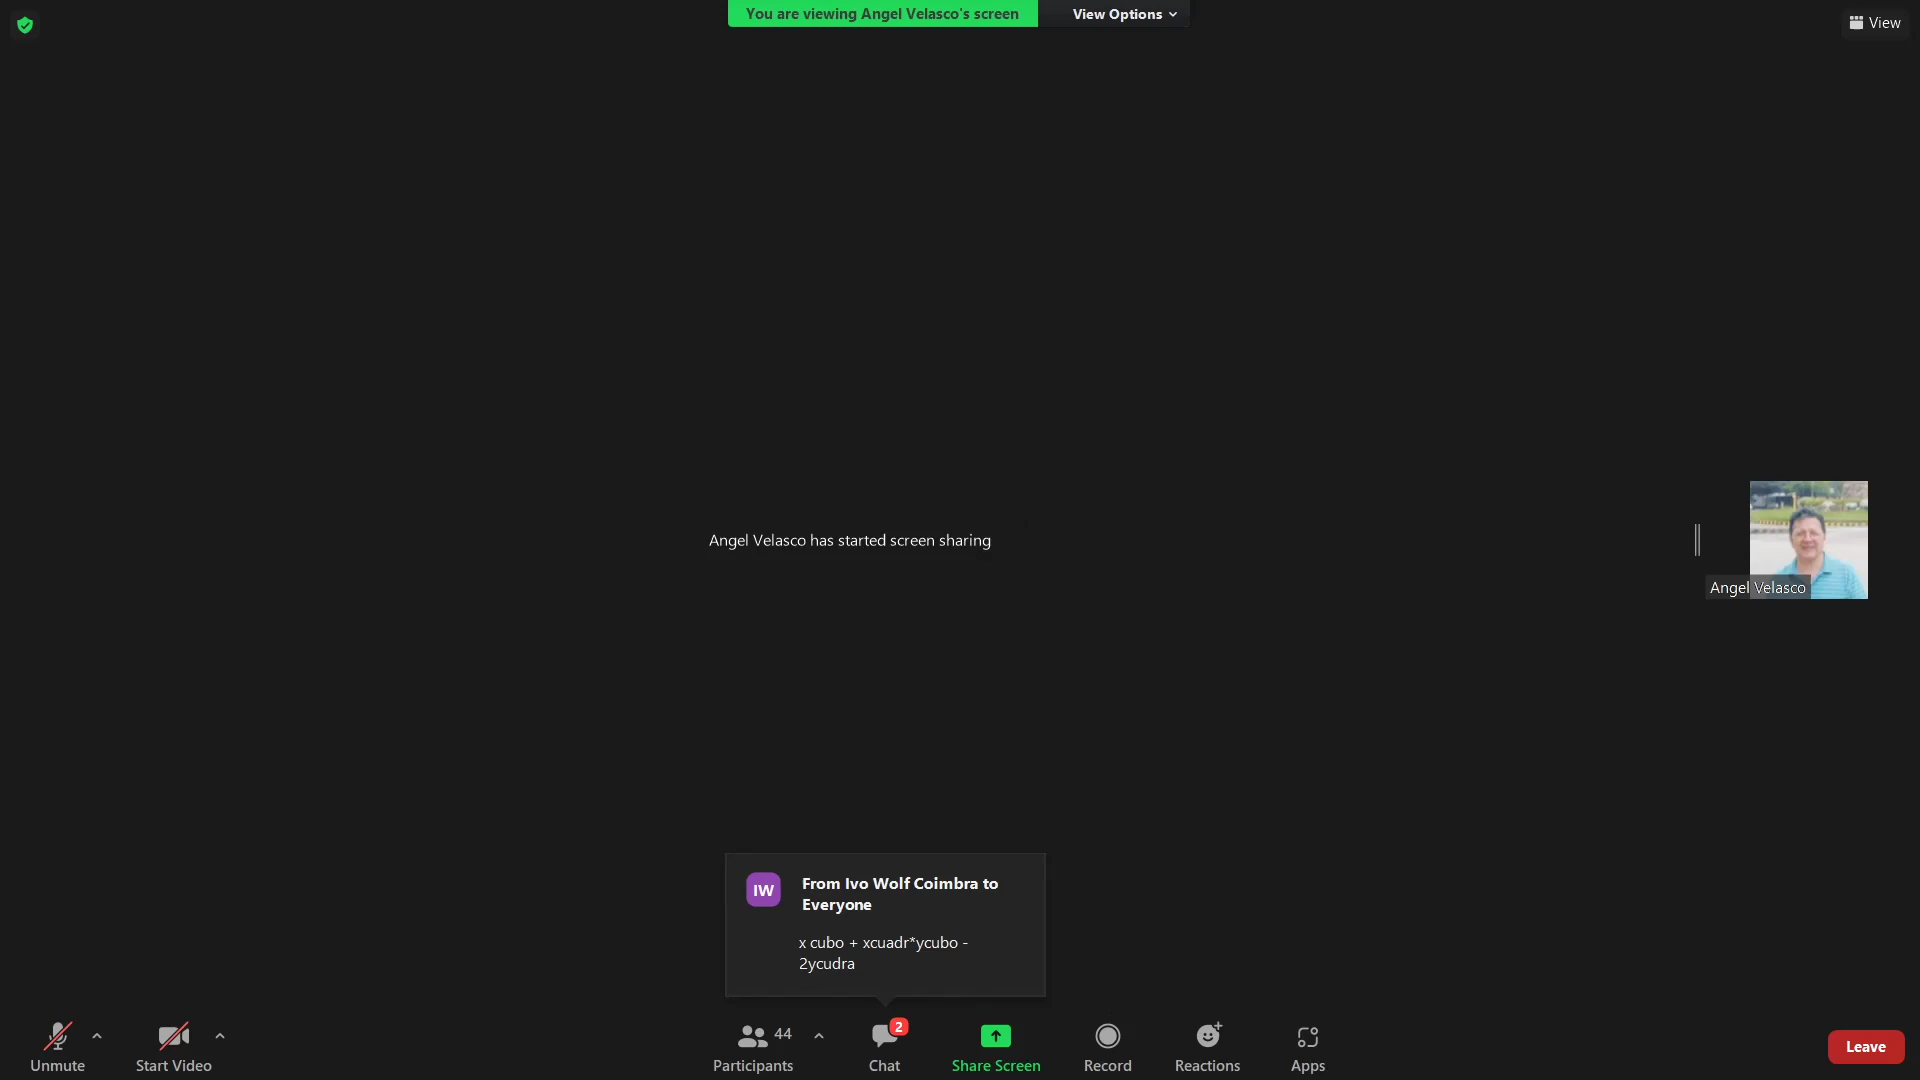 You are viewing Angel Velasco's screen
View Options
View
Angel Velasco has started screen sharing
Angel Velasco
IW
From Ivo Wolf Coimbra to
Everyone
x cubo + xcuadr*ycubo -
2ycudra
Unmute
Start Video
44
Participants
2
Chat
Share Screen
Record
Reactions
Apps
Leave